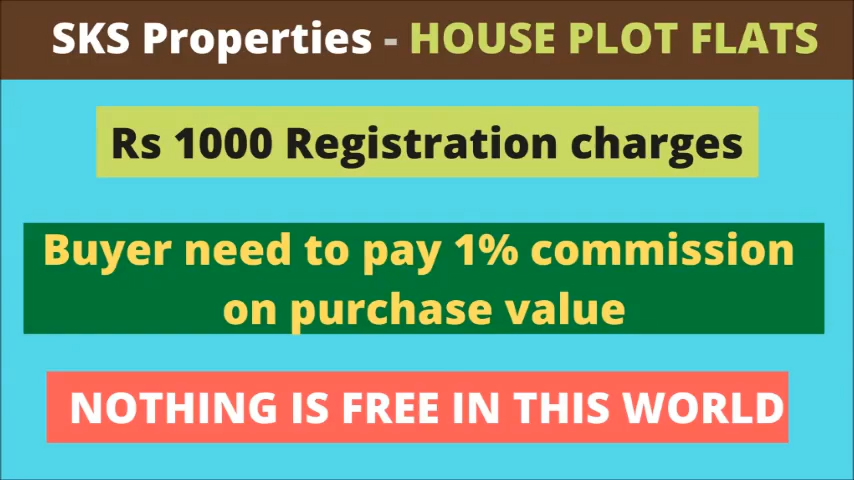 SKS Properties - HOUSE PLOT FLATS
Rs 1000 Registration charges
Buyer need to pay 1% commission
on purchase value
NOTHING IS FREE IN THIS WORLD